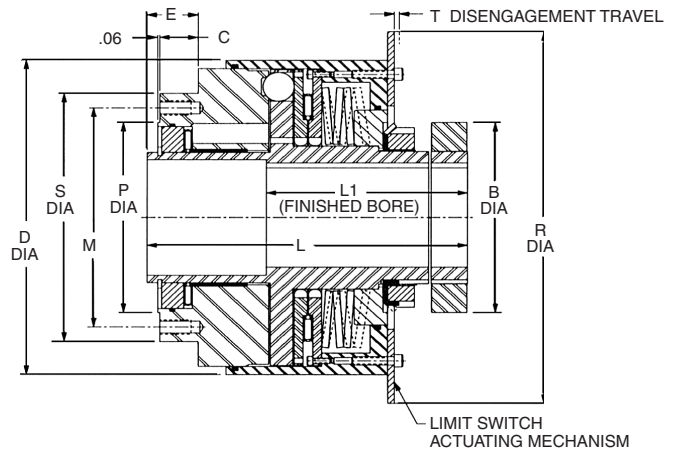 E
T DISENGAGEMENT TRAVEL
.06
C
L1
(FINISHED BORE)
L
D
DIA
S
DIA
M
P
DIA
B
DIA
R
DIA
LIMIT SWITCH
ACTUATING MECHANISM